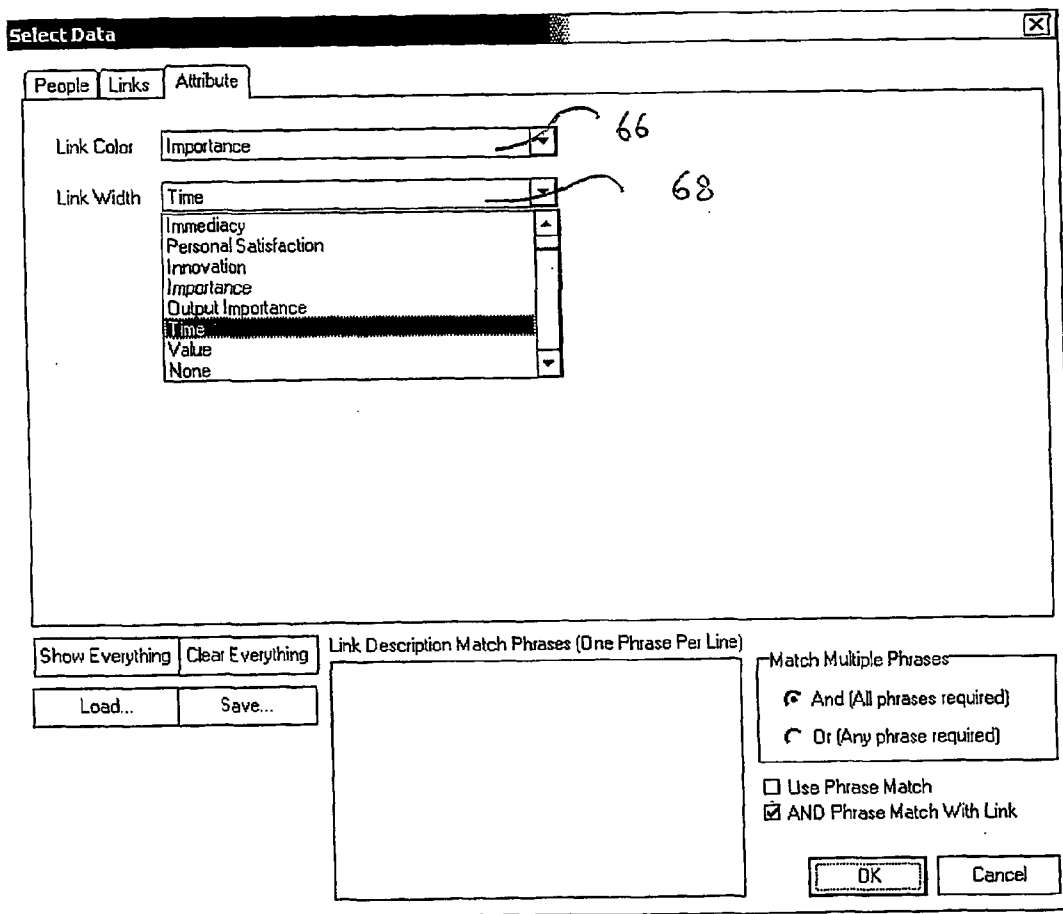 Select Data
People Links Attribute
Link Color Importance 66
Link Width Time 68
Immediacy
Personal Satisfaction
Innovation
Importance
Output Importance
Time
Value
None
Show Everything Clear Everything
Load... Save...
Link Description Match Phrases (One Phrase Per Line)
Match Multiple Phrases
And (All phrases required)
Or (Any phrase required)
Use Phrase Match
AND Phrase Match With Link
OK Cancel